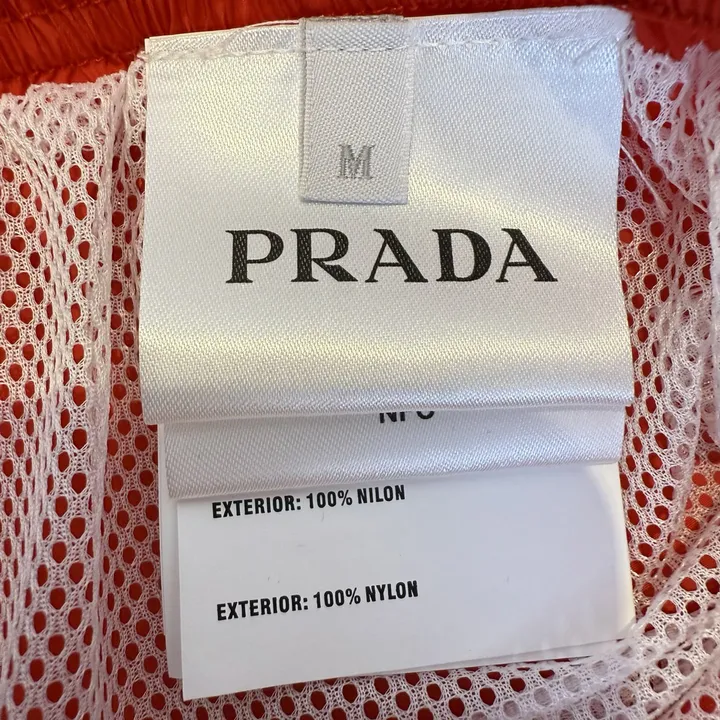 M
PRADA
EXTERIOR: 100% NILON
EXTERIOR: 100% NYLON